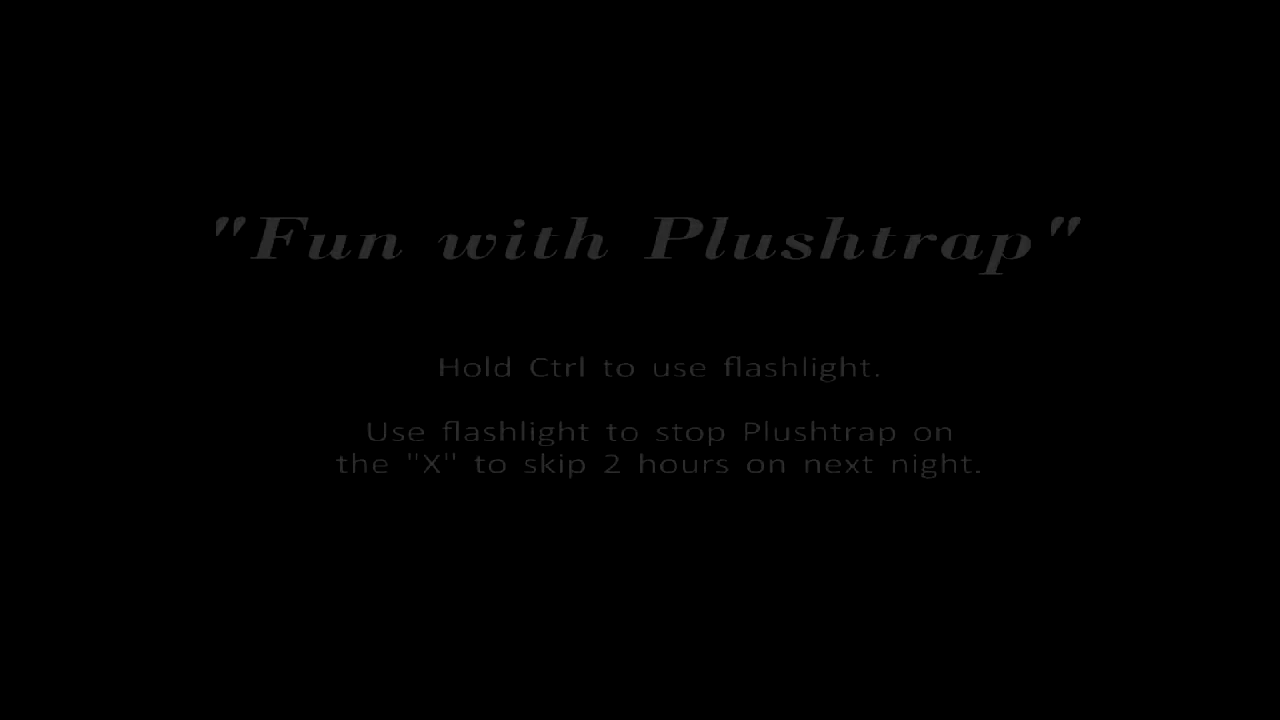 "Fun with Plushtrap"
Hold Ctrl to use flashlight.
Use flashlight to stop Plushtrap on
the "X" to skip 2 hours on next night.